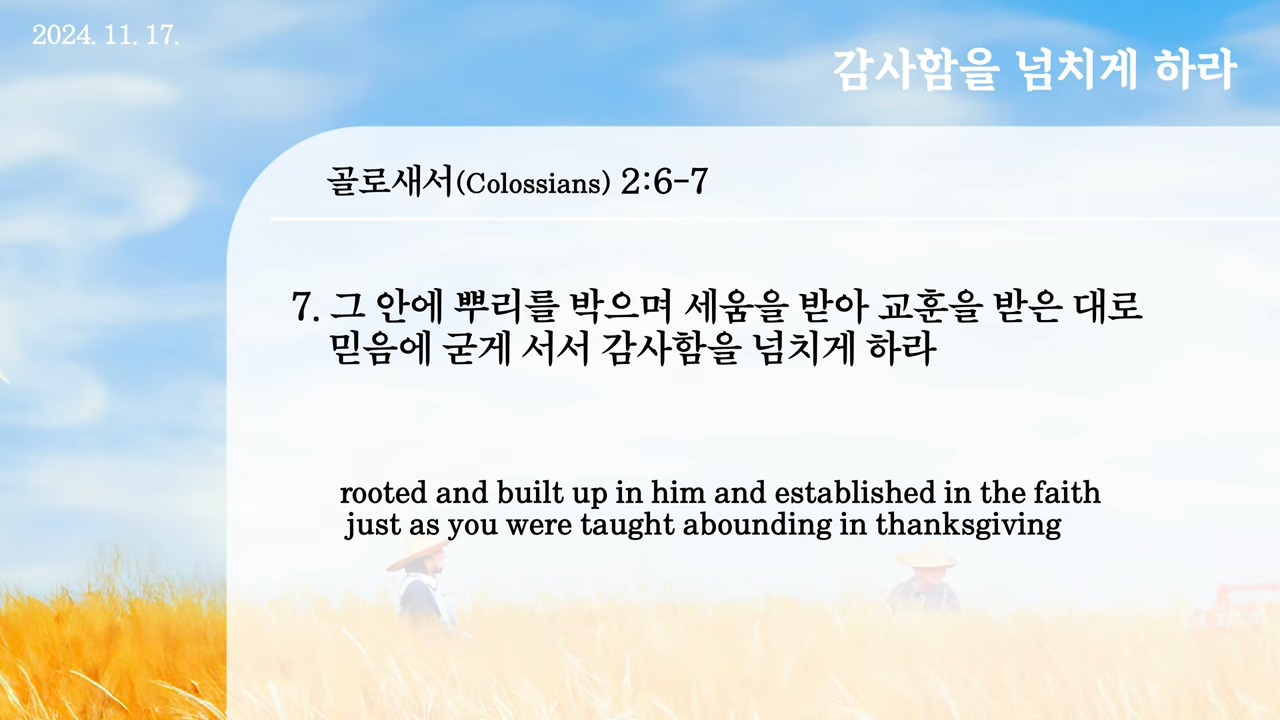 2024. 11. 17.
감사함을 넘치게 하라
골로새서(Colossians) 2:6-7
7. 그 안에 뿌리를 박으며 세움을 받아 교훈을 받은 대로
믿음에 굳게 서서 감사함을 넘치게 하라
rooted and built up in him and established in the faith
just as you were taught abounding in thanksgiving